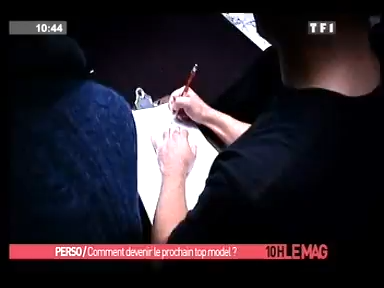 10:44
TF1
PERSO / Comment devenir le prochain top model ?
10H LE MAG